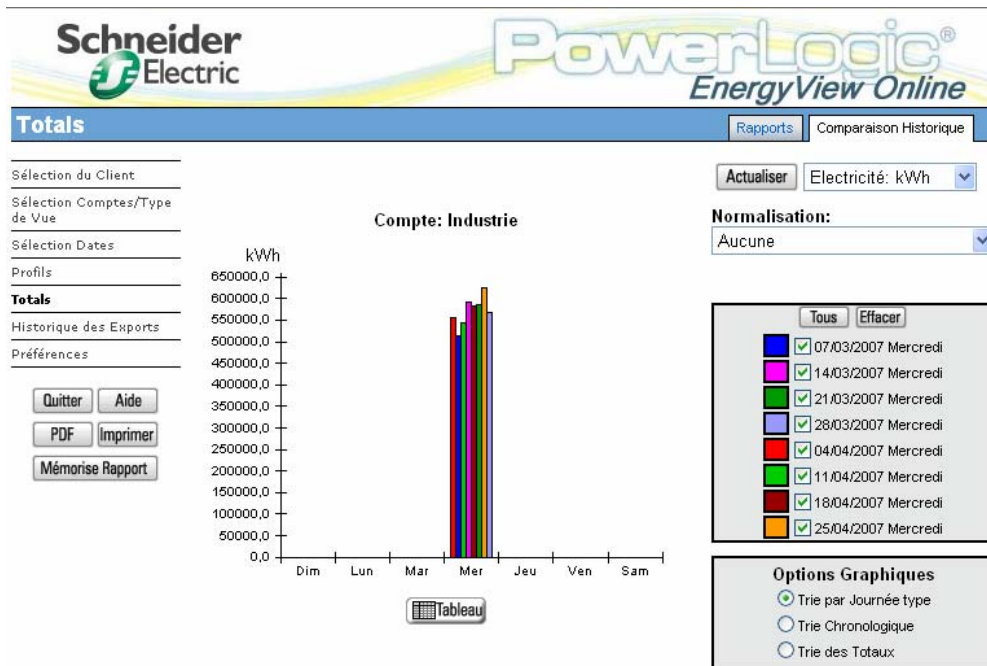 Schneider
Electric
PowerLogic®
EnergyView Online
Totals
Rapports
Comparaison Historique
Sélection du Client
Sélection Comptes/Type
de Vue
Sélection Dates
Profils
Totals
Historique des Exports
Préférences
Quitter
Aide
PDF
Imprimer
Mémorise Rapport
Compte: Industrie
kWh
650000,0
600000,0
550000,0
500000,0
450000,0
400000,0
350000,0
300000,0
250000,0
200000,0
150000,0
100000,0
50000,0
0,0
Dim
Lun
Mar
Mer
Jeu
Ven
Sam
Tableau
Actualiser
Electricité: kWh
Normalisation:
Aucune
Tous
Effacer
07/03/2007 Mercredi
14/03/2007 Mercredi
21/03/2007 Mercredi
28/03/2007 Mercredi
04/04/2007 Mercredi
11/04/2007 Mercredi
18/04/2007 Mercredi
25/04/2007 Mercredi
Options Graphiques
Trie par Journée type
Trie Chronologique
Trie des Totaux